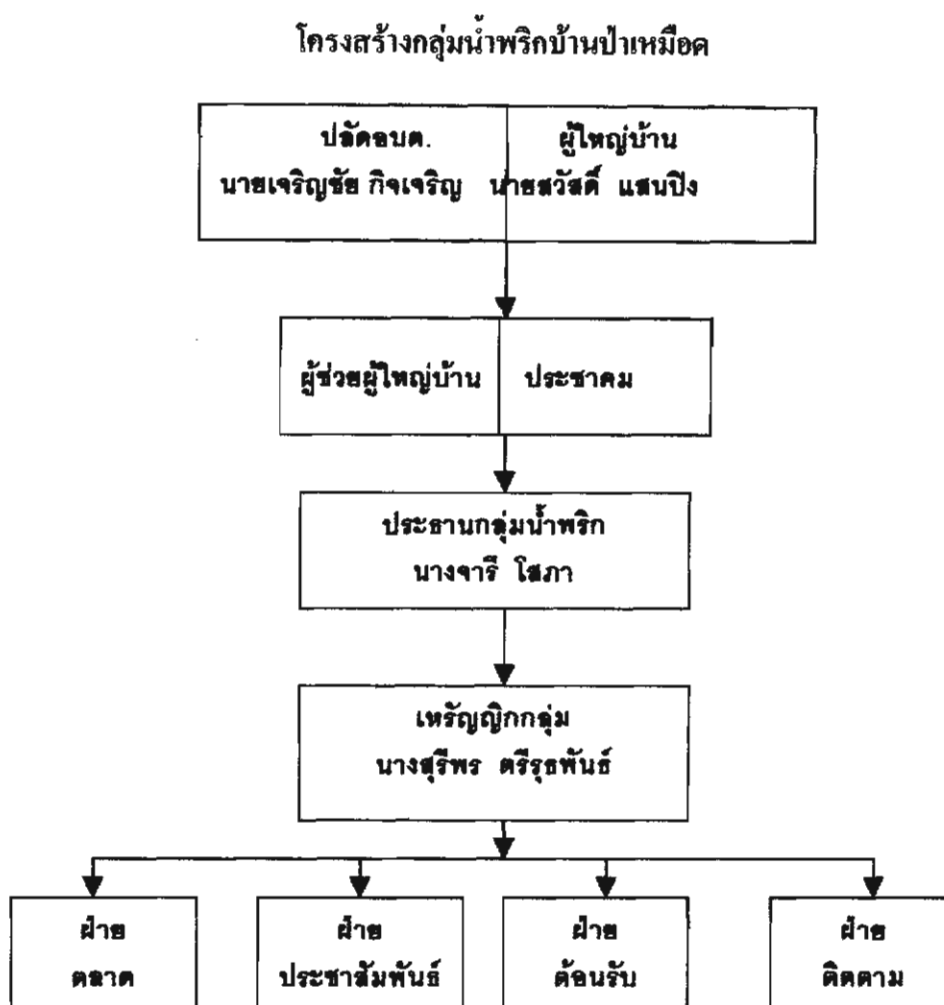 โครงสร้างกลุ่มน้ำพริกบ้านป่าเหมือด
ปลัดอบต.
นายเจริญชัย กิจเจริญ
ผู้ใหญ่บ้าน
นายสวัสดิ์ แสนปิง
ผู้ช่วยผู้ใหญ่บ้าน
ประชาคม
ประธานกลุ่มน้ำพริก
นางจารี โสภา
เหรัญญิกกลุ่ม
นางสุรีพร ตรีรุธพันธ์
ฝ่าย
ตลาด
ฝ่าย
ประชาสัมพันธ์
ฝ่าย
ต้อนรับ
ฝ่าย
ติดตาม